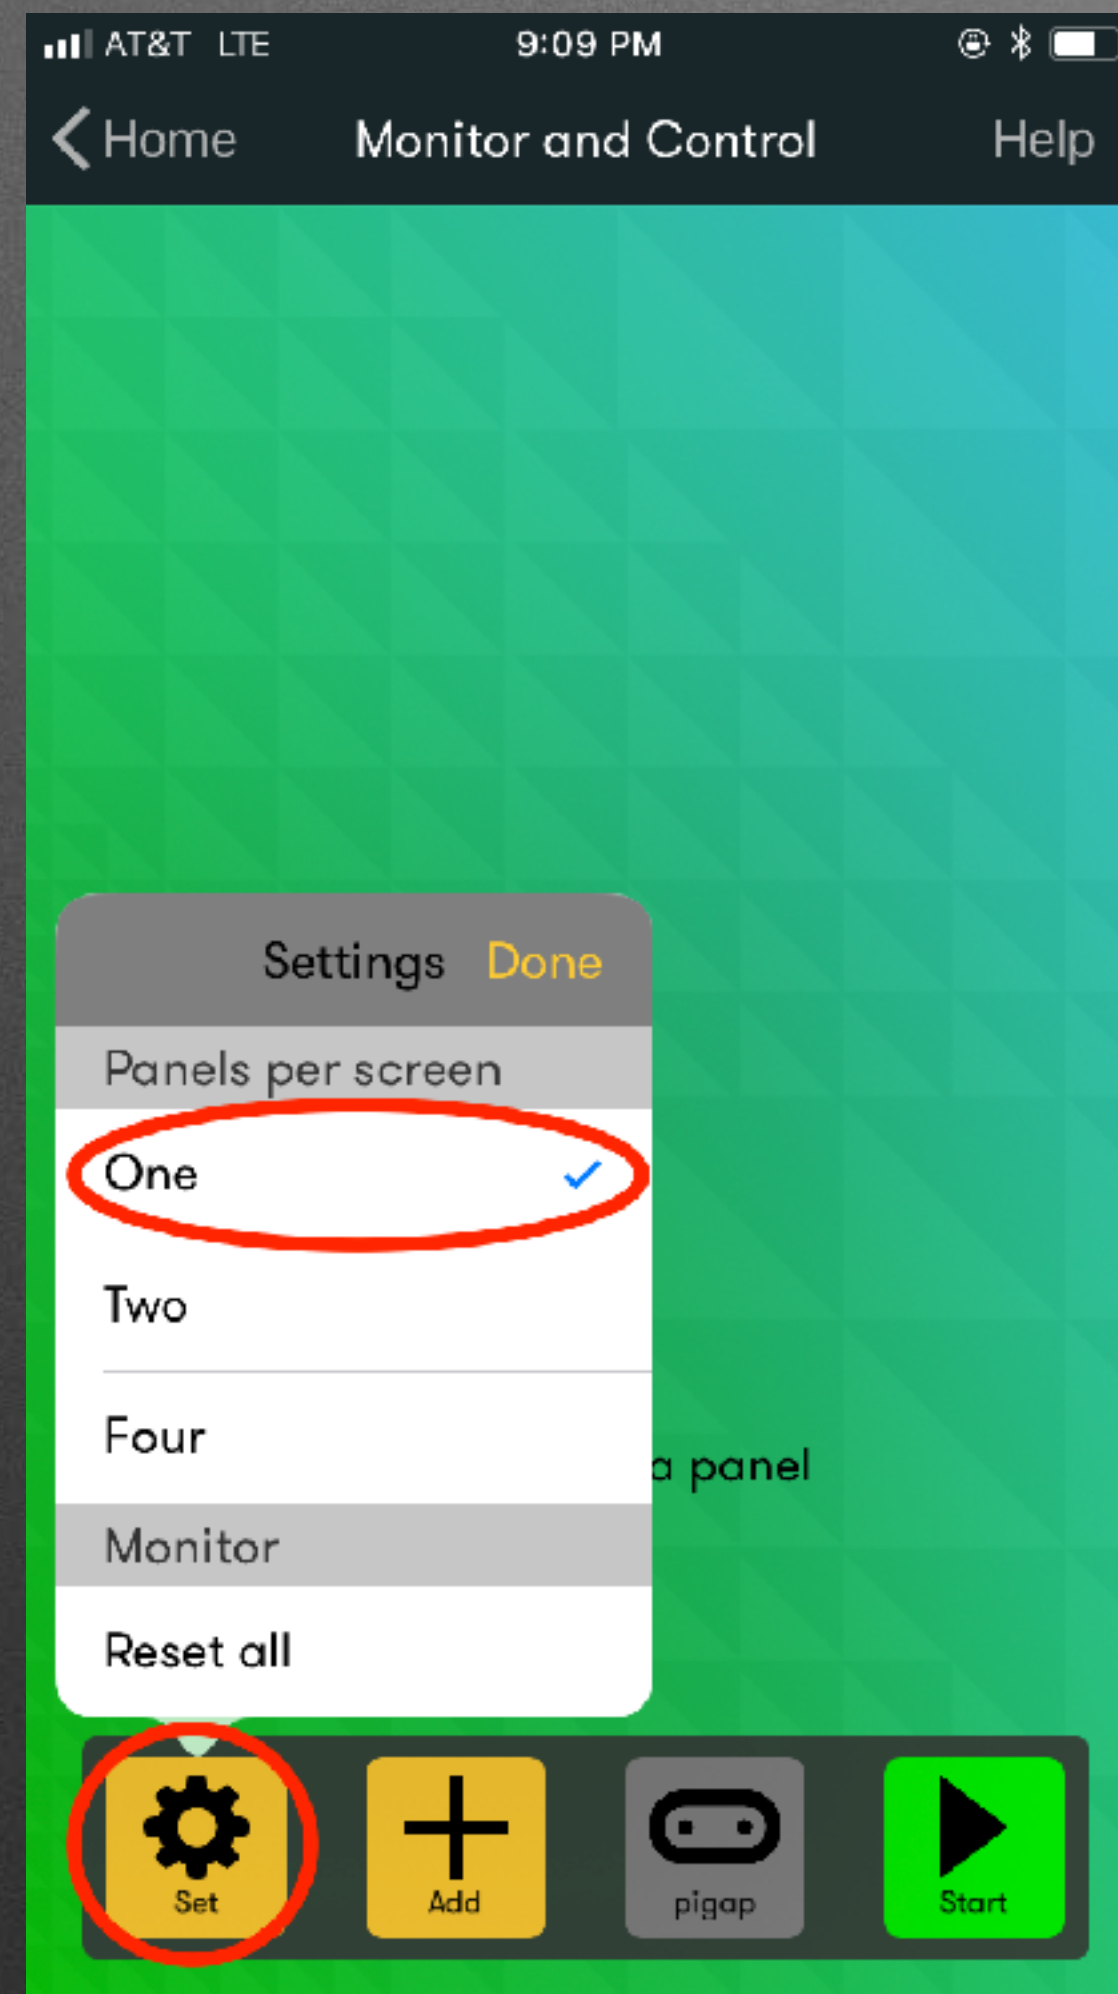 AT&T LTE 9:09 PM
Home Monitor and Control Help
Settings Done
Panels per screen
One
Two
Four
a panel
Monitor
Reset all
Set Add pigap Start